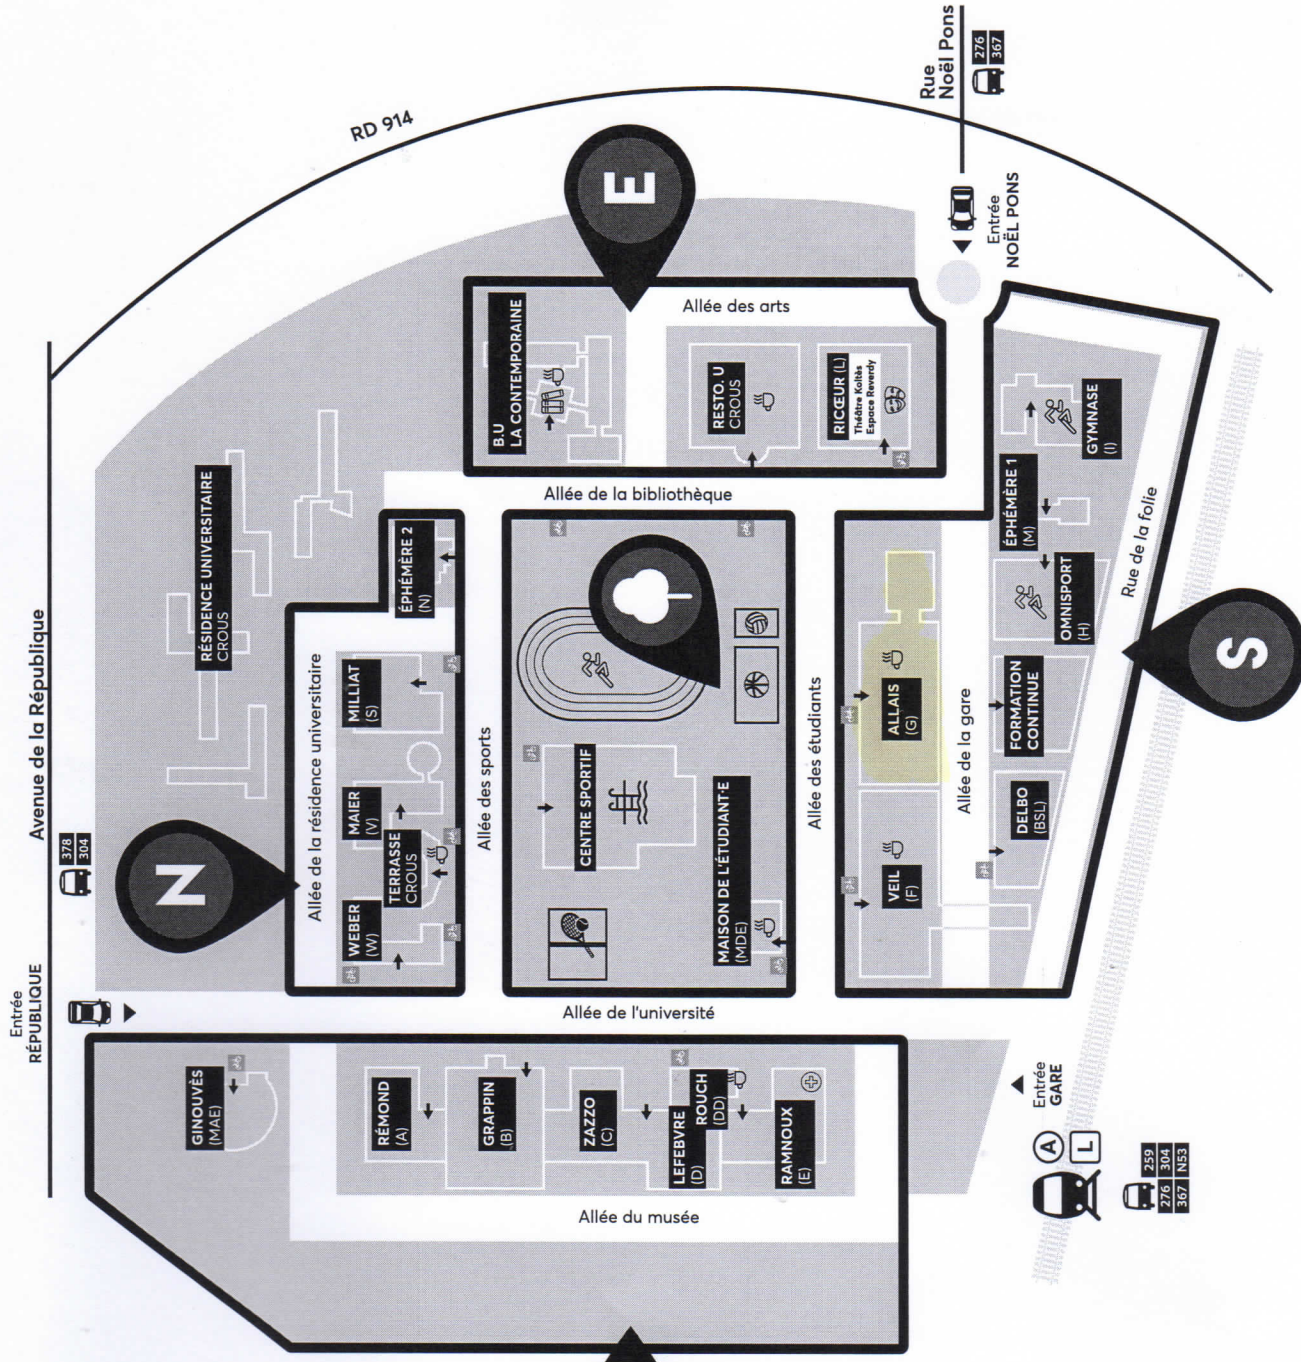 Entrée
RÉPUBLIQUE
378
304
Avenue de la République
RD 914
N
RÉSIDENCE UNIVERSITAIRE
CROUS
Allée de la résidence universitaire
GINOUVÈS
(MAE)
WEBER
(W)
MAIER
(V)
TERRASSE
CROUS
MILLIAT
(S)
ÉPHÉMÈRE 2
(N)
Allée des sports
B.U
LA CONTEMPORAINE
E
Allée des arts
RESTO. U
CROUS
RICŒUR (L)
Théâtre Koltès
Espace Reverdy
Allée de la bibliothèque
RÉMOND
(A)
GRAPPIN
(B)
ZAZZO
(C)
LEFEBVRE
(D)
ROUCH
(DD)
RAMNOUX
(E)
Allée du musée
Allée de l'université
CENTRE SPORTIF
MAISON DE L'ÉTUDIANT·E
(MDE)
Allée des étudiants
VEIL
(F)
ALLAIS
(G)
Allée de la gare
DELBO
(BSL)
FORMATION
CONTINUE
OMNISPORT
(H)
ÉPHÉMÈRE 1
(M)
GYMNASE
(I)
Rue de la folie
S
Rue
Noël Pons
276
367
Entrée
NOËL PONS
Entrée
GARE
A
L
259
276 304
367 N53